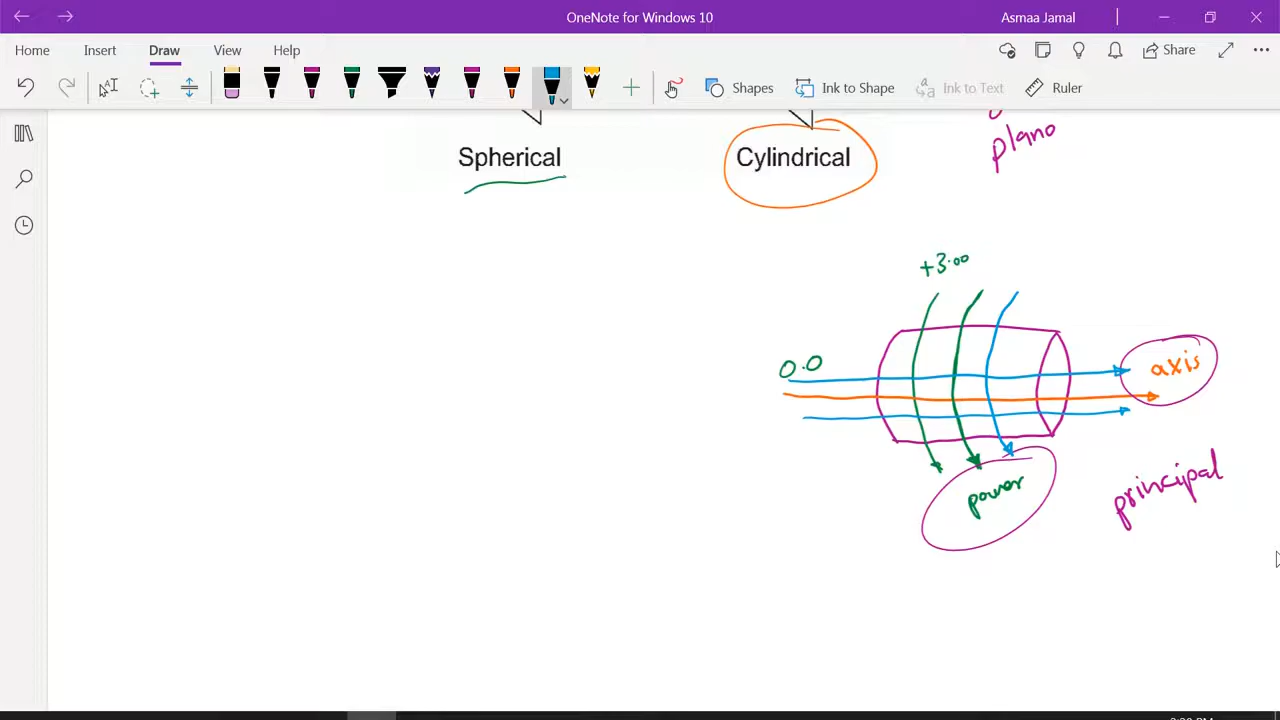 OneNote for Windows 10
Asmaa Jamal
Home Insert Draw View Help
Share
Shapes Ink to Shape Ink to Text Ruler
plano
Spherical Cylindrical
+3.00
0.0
axis
power
principal